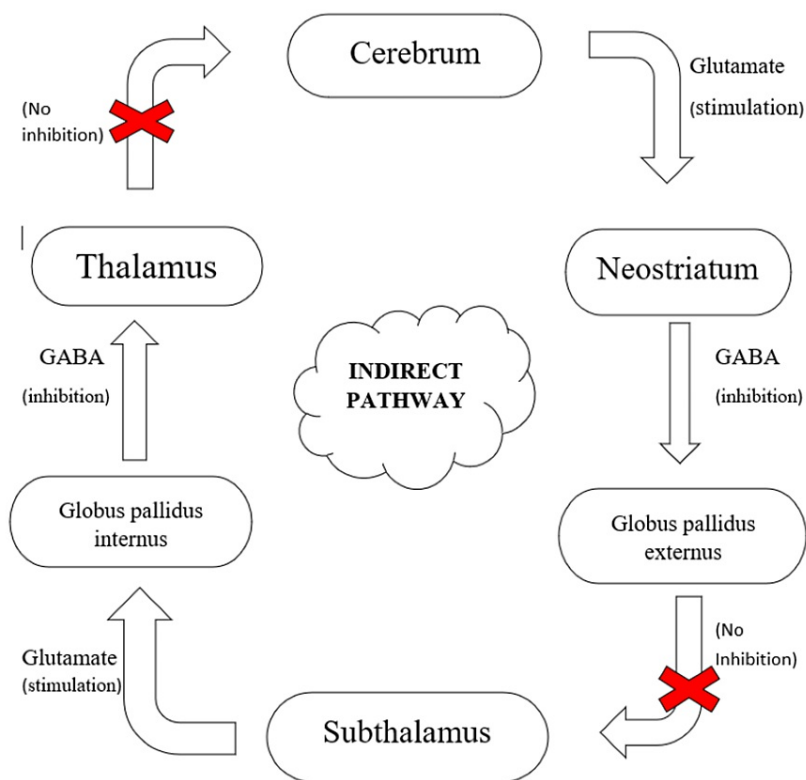 Cerebrum
Glutamate
(stimulation)
Neostriatum
GABA
(inhibition)
Globus pallidus
externus
(No
Inhibition)
Subthalamus
Glutamate
(stimulation)
Globus pallidus
internus
GABA
(inhibition)
Thalamus
(No
inhibition)
INDIRECT
PATHWAY